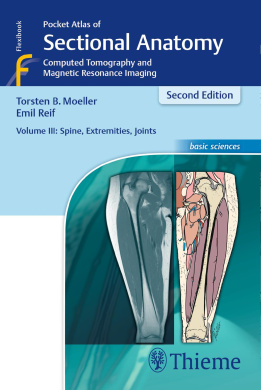 Flexibook
Pocket Atlas of
Sectional Anatomy
Computed Tomography and
Magnetic Resonance Imaging
Torsten B. Moeller
Emil Reif
Second Edition
Volume III: Spine, Extremities, Joints
basic sciences
Thieme